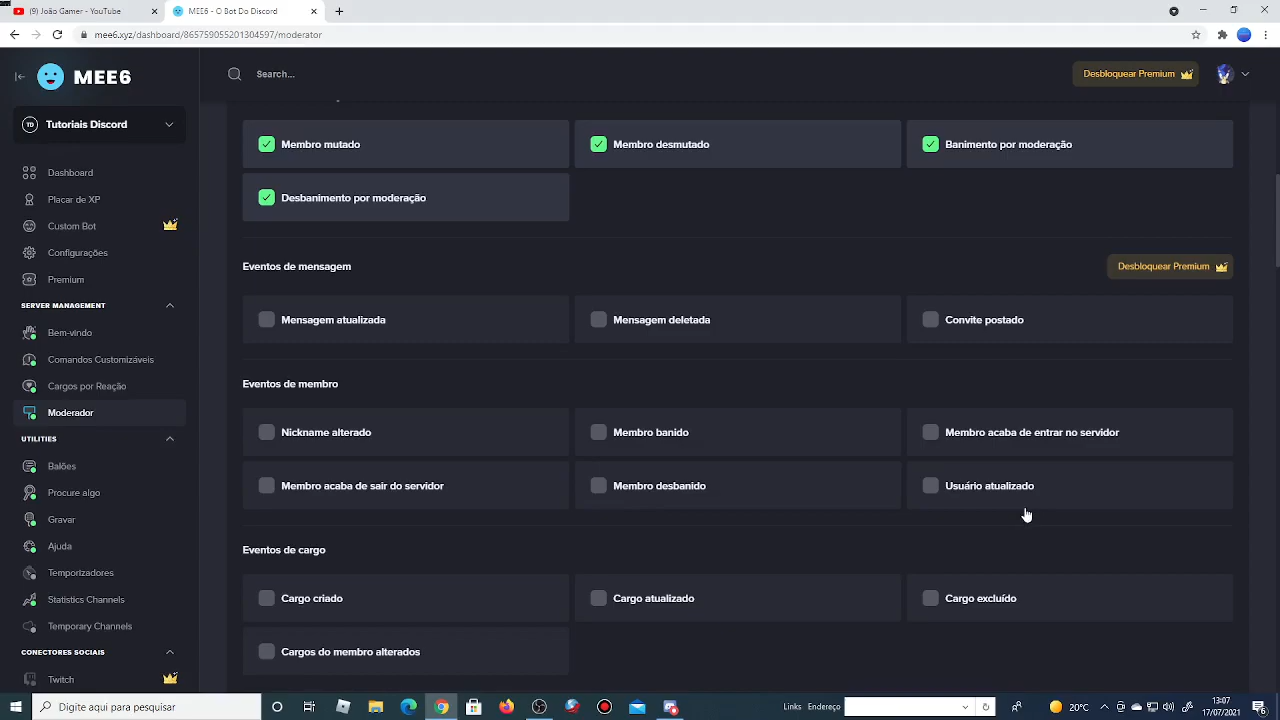 (9) João Gamer - YouTube
MEE6 - O Bot Do Discord
mee6.xyz/dashboard/865759055201304597/moderator
MEE6
Search...
Desbloquear Premium
TD Tutoriais Discord
Dashboard
Placar de XP
Custom Bot
Configurações
Premium
SERVER MANAGEMENT
Bem-vindo
Comandos Customizáveis
Cargos por Reação
Moderador
UTILITIES
Balões
Procure algo
Gravar
Ajuda
Temporizadores
Statistics Channels
Temporary Channels
CONECTORES SOCIAIS
Twitch
Membro mutado
Membro desmutado
Banimento por moderação
Desbanimento por moderação
Eventos de mensagem
Desbloquear Premium
Mensagem atualizada
Mensagem deletada
Convite postado
Eventos de membro
Nickname alterado
Membro banido
Membro acaba de entrar no servidor
Membro acaba de sair do servidor
Membro desbanido
Usuário atualizado
Eventos de cargo
Cargo criado
Cargo atualizado
Cargo excluído
Cargos do membro alterados
Digite aqui para pesquisar
Links Endereço
20°C
13:07
17/07/2021